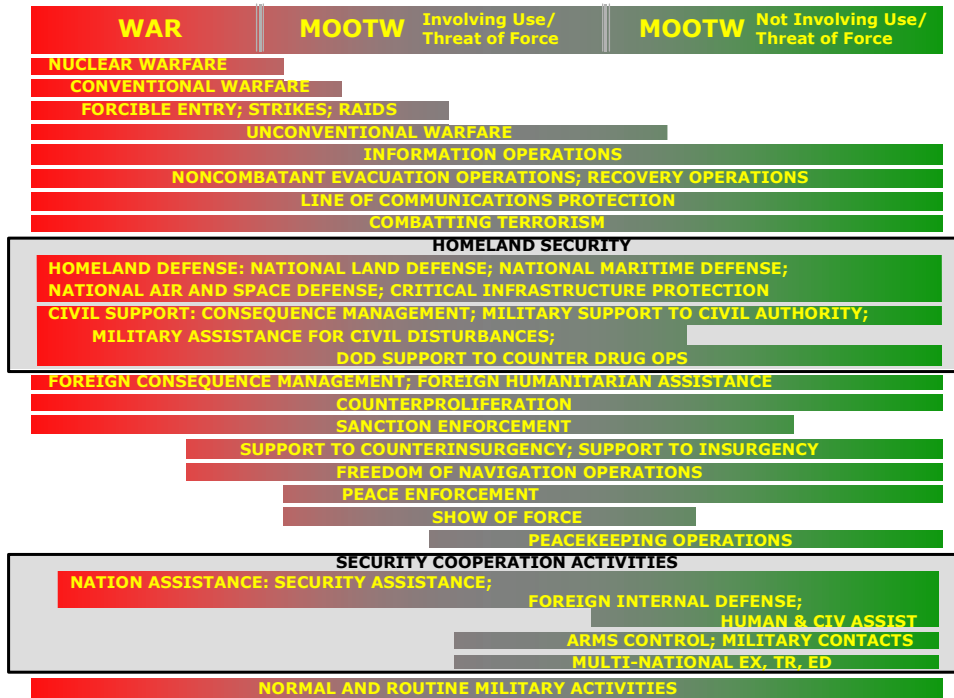 WAR
MOOTW Involving Use/
Threat of Force
MOOTW Not Involving Use/
Threat of Force
NUCLEAR WARFARE
CONVENTIONAL WARFARE
FORCIBLE ENTRY; STRIKES; RAIDS
UNCONVENTIONAL WARFARE
INFORMATION OPERATIONS
NONCOMBATANT EVACUATION OPERATIONS; RECOVERY OPERATIONS
LINE OF COMMUNICATIONS PROTECTION
COMBATTING TERRORISM
HOMELAND SECURITY
HOMELAND DEFENSE: NATIONAL LAND DEFENSE; NATIONAL MARITIME DEFENSE;
NATIONAL AIR AND SPACE DEFENSE; CRITICAL INFRASTRUCTURE PROTECTION
CIVIL SUPPORT: CONSEQUENCE MANAGEMENT; MILITARY SUPPORT TO CIVIL AUTHORITY;
MILITARY ASSISTANCE FOR CIVIL DISTURBANCES;
DOD SUPPORT TO COUNTER DRUG OPS
FOREIGN CONSEQUENCE MANAGEMENT; FOREIGN HUMANITARIAN ASSISTANCE
COUNTERPROLIFERATION
SANCTION ENFORCEMENT
SUPPORT TO COUNTERINSURGENCY; SUPPORT TO INSURGENCY
FREEDOM OF NAVIGATION OPERATIONS
PEACE ENFORCEMENT
SHOW OF FORCE
PEACEKEEPING OPERATIONS
SECURITY COOPERATION ACTIVITIES
NATION ASSISTANCE: SECURITY ASSISTANCE;
FOREIGN INTERNAL DEFENSE;
HUMAN & CIV ASSIST
ARMS CONTROL; MILITARY CONTACTS
MULTI-NATIONAL EX, TR, ED
NORMAL AND ROUTINE MILITARY ACTIVITIES